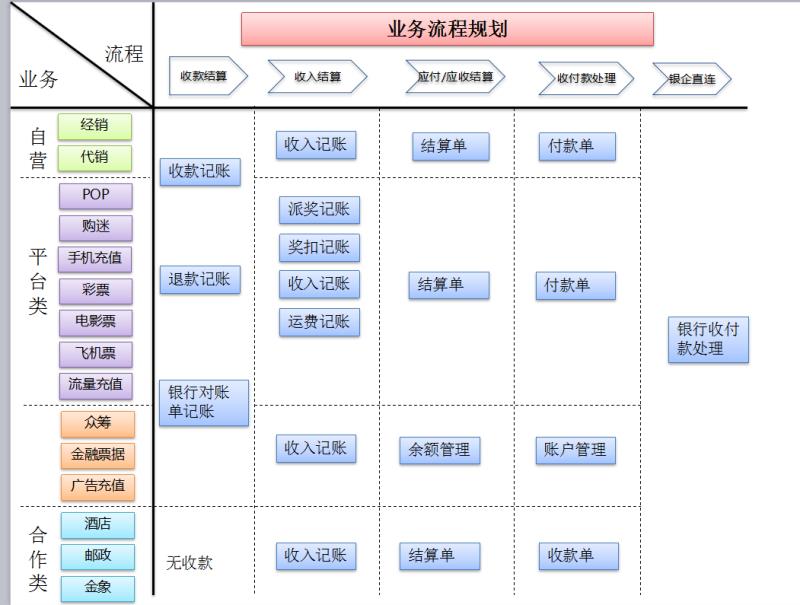 业务流程规划
流程
业务
收款结算
收入结算
应付/应收结算
收付款处理
银企直连
自营
经销
代销
收款记账
收入记账
结算单
付款单
平台类
POP
购迷
手机充值
彩票
电影票
飞机票
流量充值
退款记账
银行对账
单记账
派奖记账
奖扣记账
收入记账
运费记账
结算单
付款单
银行收付
款处理
众筹
金融票据
广告充值
收入记账
余额管理
账户管理
合作类
酒店
邮政
金象
无收款
收入记账
结算单
收款单